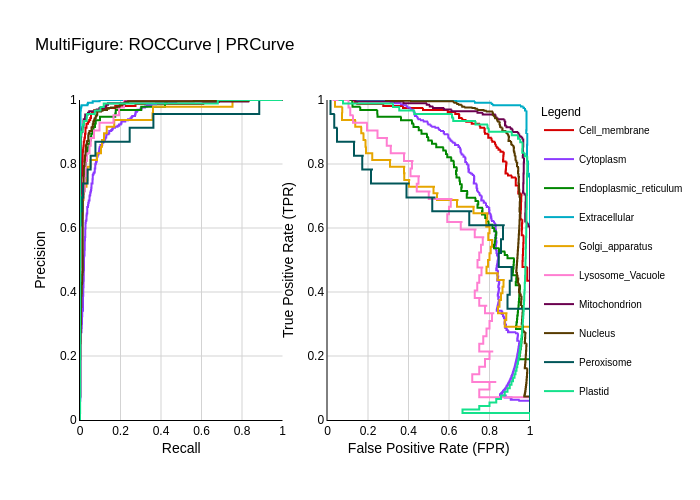 MultiFigure: ROCCurve | PRCurve
1
0.8
0.6
0.4
0.2
0
0
0.2
0.4
0.6
0.8
1
Precision
Recall
1
0.8
0.6
0.4
0.2
0
0
0.2
0.4
0.6
0.8
1
True Positive Rate (TPR)
False Positive Rate (FPR)
Legend
Cell_membrane
Cytoplasm
Endoplasmic_reticulum
Extracellular
Golgi_apparatus
Lysosome_Vacuole
Mitochondrion
Nucleus
Peroxisome
Plastid